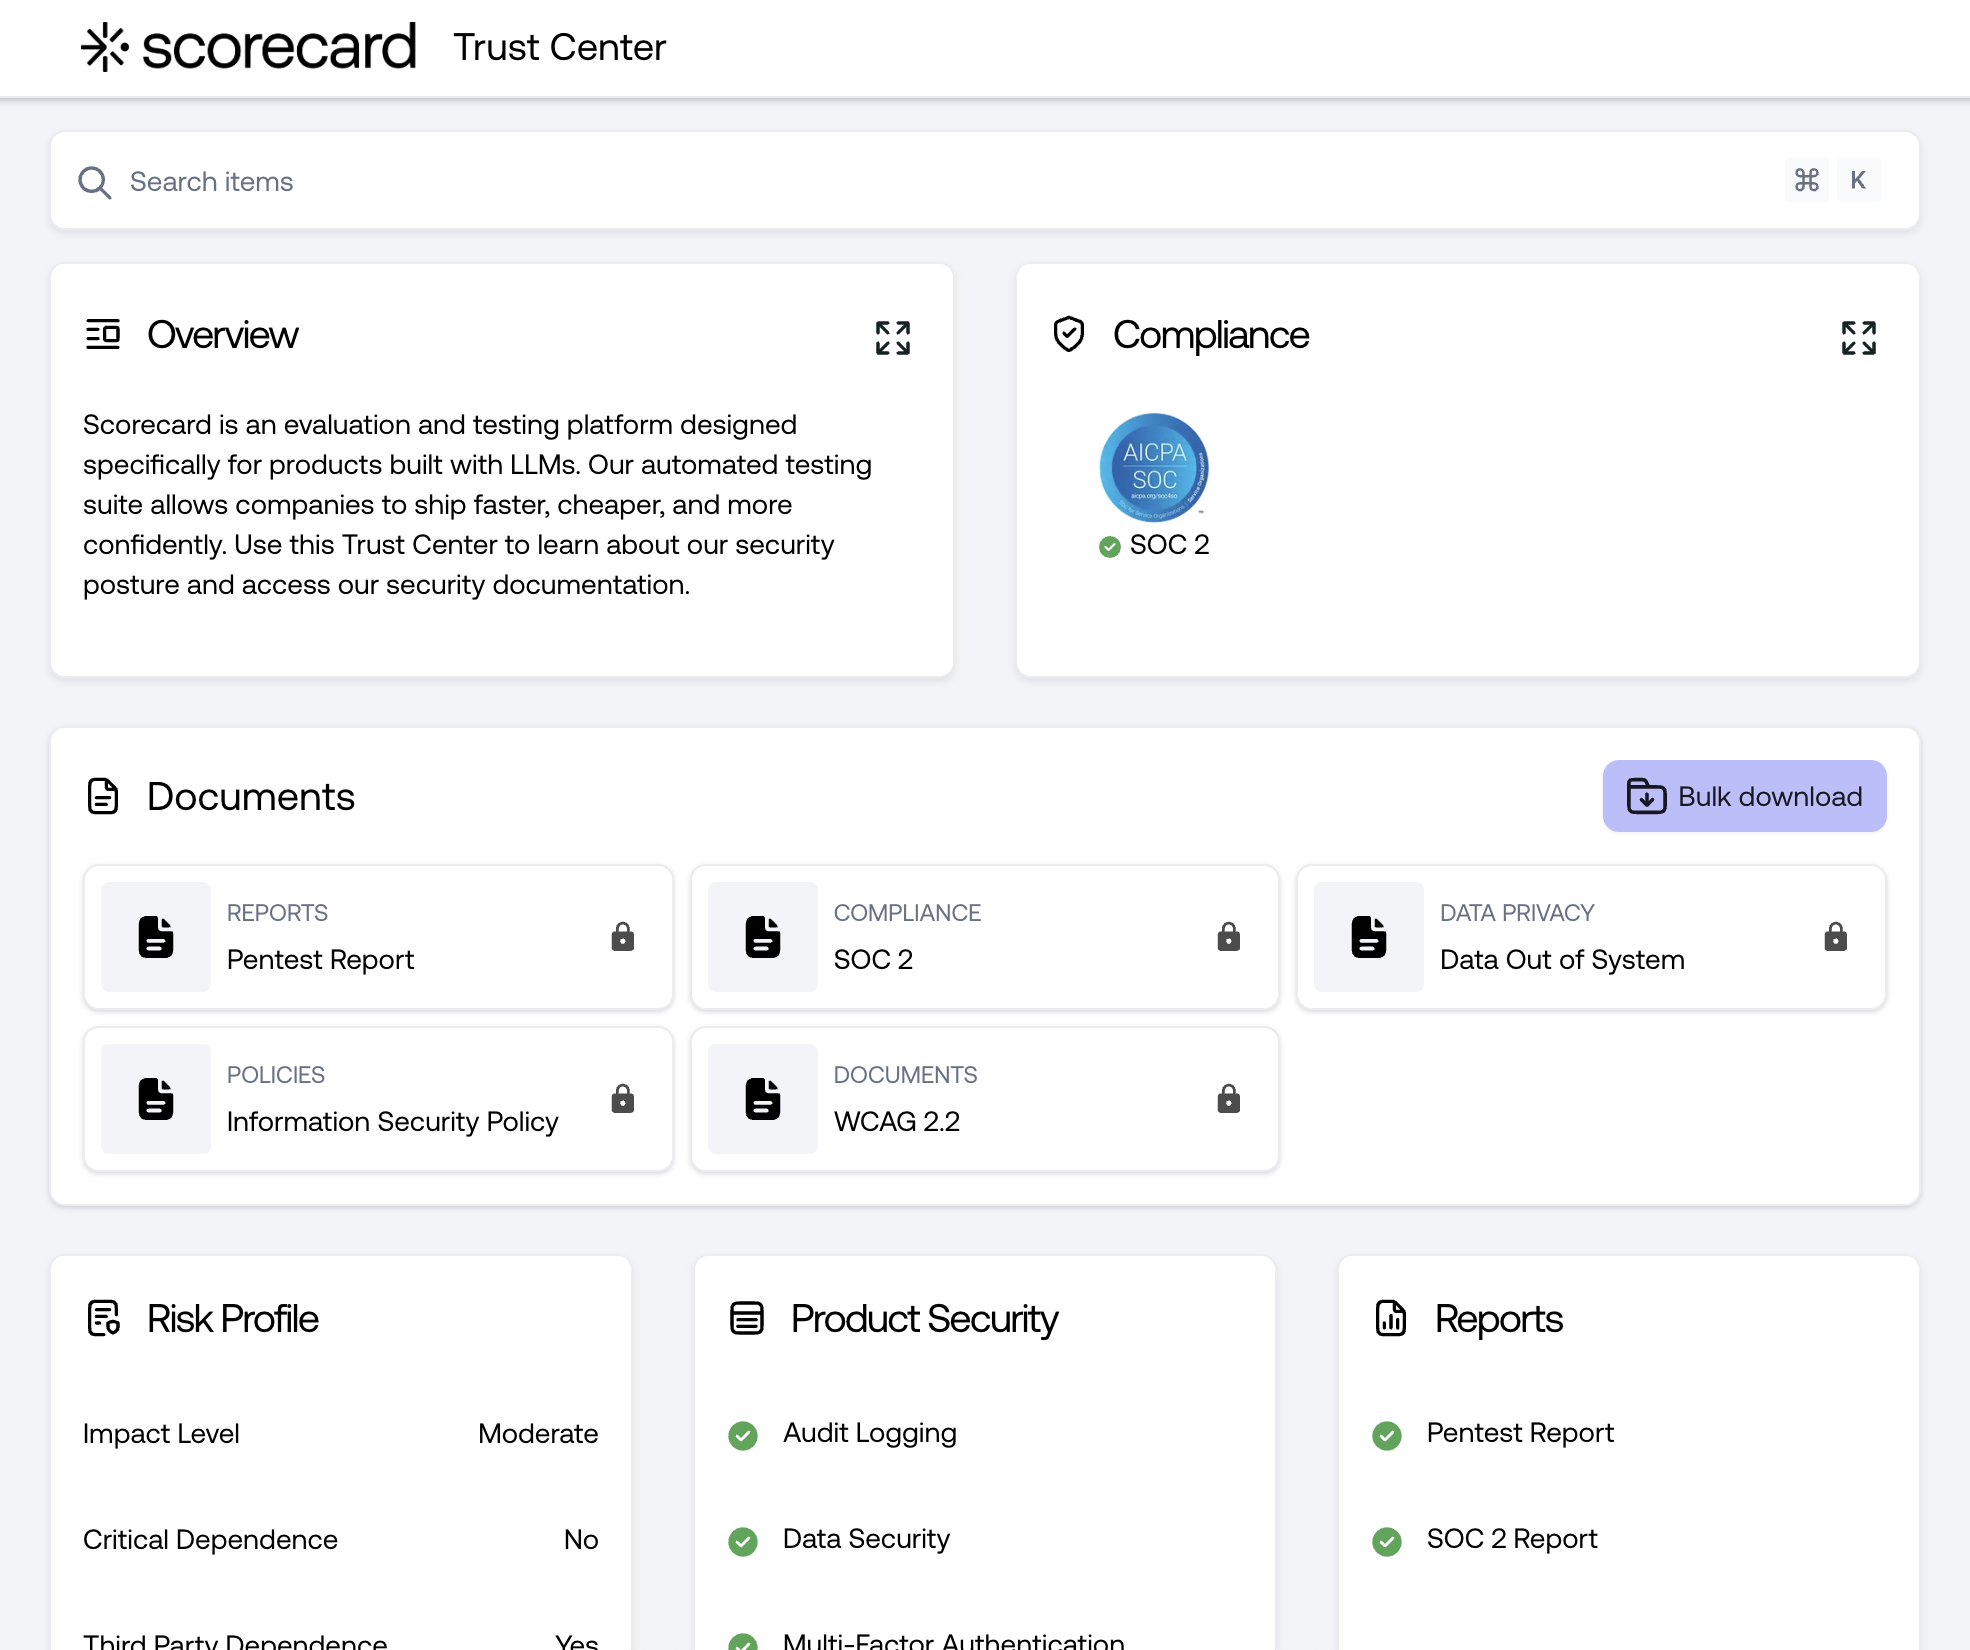 scorecard Trust Center
Search items
⌘ K
Overview
Scorecard is an evaluation and testing platform designed
specifically for products built with LLMs. Our automated testing
suite allows companies to ship faster, cheaper, and more
confidently. Use this Trust Center to learn about our security
posture and access our security documentation.
Compliance
AICPA
SOC
aicpa.org/soc4so
SOC 2
Documents
Bulk download
REPORTS
Pentest Report
COMPLIANCE
SOC 2
DATA PRIVACY
Data Out of System
POLICIES
Information Security Policy
DOCUMENTS
WCAG 2.2
Risk Profile
Impact Level Moderate
Critical Dependence No
Third Party Dependence Yes
Product Security
Audit Logging
Data Security
Multi-Factor Authentication
Reports
Pentest Report
SOC 2 Report